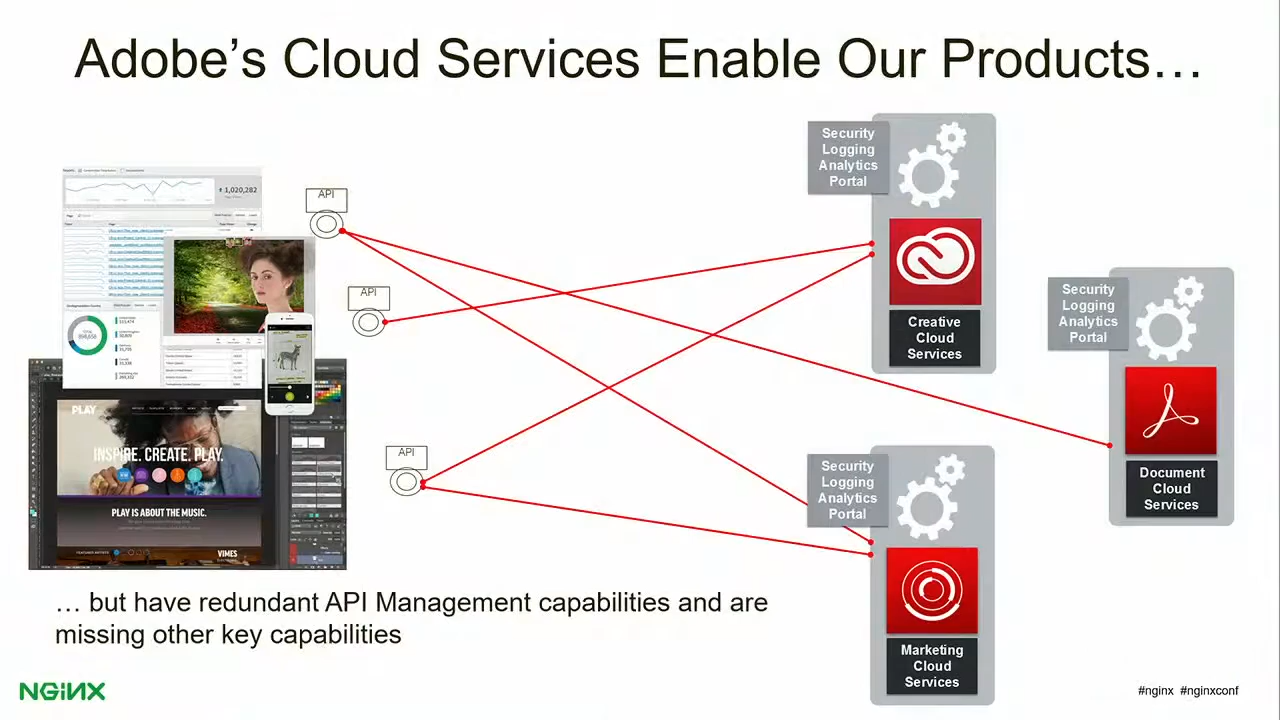 Adobe’s Cloud Services Enable Our Products…
1,020,282
API
API
API
PLAY
INSPIRE. CREATE. PLAY.
PLAY IS ABOUT THE MUSIC.
FEATURED ARTISTS
VIMES
Security
Logging
Analytics
Portal
Creative
Cloud
Services
Security
Logging
Analytics
Portal
Document
Cloud
Services
Security
Logging
Analytics
Portal
Marketing
Cloud
Services
… but have redundant API Management capabilities and are
missing other key capabilities
NGINX
#nginx #nginxconf